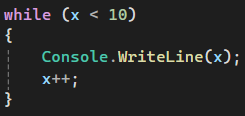 while (x < 10)
{
    Console.WriteLine(x);
    x++;
}